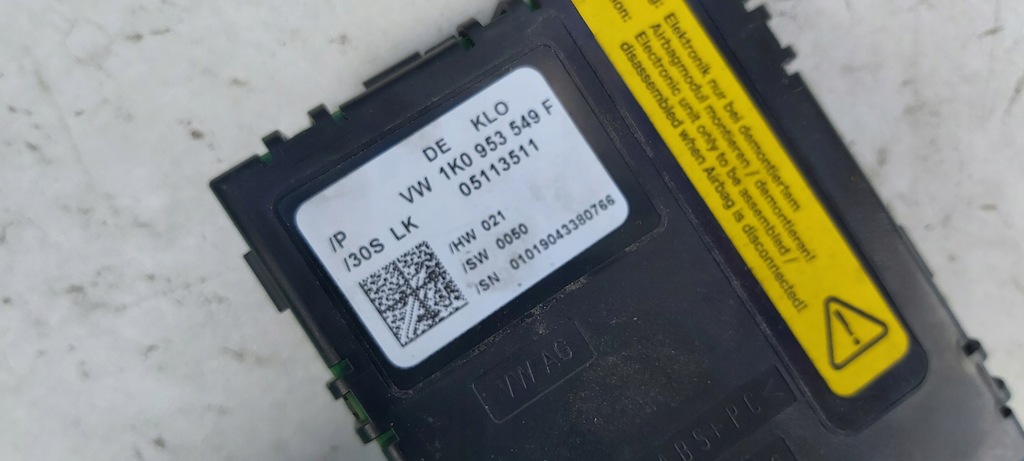 DE KLO
VW 1K0 953 549 F
05113511
/P
/30S LK
/HW 021
/SW 0050
/SN 01019043380766
VW AG
Elektronik nur bei demontiertem
Airbagmodul montieren / demontieren!
Electronic unit only to be assembled /
disassembled when Airbag is disconnected!